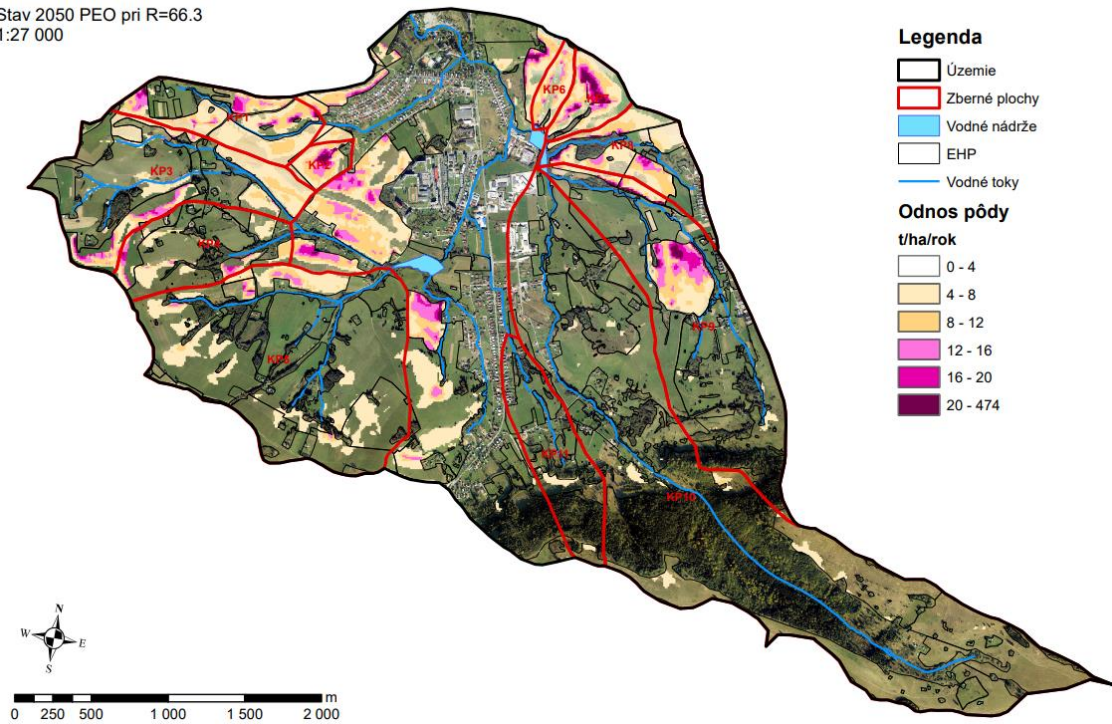 Stav 2050 PEO pri R=66.3
1:27 000
Legenda
Územie
Zberné plochy
Vodné nádrže
EHP
Vodné toky
Odnos pôdy
t/ha/rok
0 - 4
4 - 8
8 - 12
12 - 16
16 - 20
20 - 474
KP6
KP1
KP8
KP3
KP4
KP9
KP5
KP11
KP10
N
W
E
S
m
0 250 500 1 000 1 500 2 000